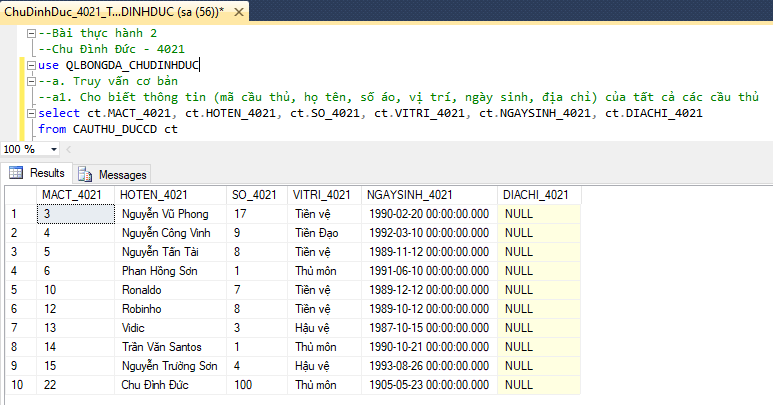 ChuDinhDuc_4021_T...DINHDUC (sa (56))* ×
--Bài thực hành 2
--Chu Đình Đức - 4021
use QLBONGDA_CHUDINHDUC
--a. Truy vấn cơ bản
--a1. Cho biết thông tin (mã cầu thủ, họ tên, số áo, vị trí, ngày sinh, địa chỉ) của tất cả các cầu thủ
select ct.MACT_4021, ct.HOTEN_4021, ct.SO_4021, ct.VITRI_4021, ct.NGAYSINH_4021, ct.DIACHI_4021
from CAUTHU_DUCCD ct
100 %
Results Messages
MACT_4021 HOTEN_4021 SO_4021 VITRI_4021 NGAYSINH_4021 DIACHI_4021
1 3 Nguyễn Vũ Phong 17 Tiền vệ 1990-02-20 00:00:00.000 NULL
2 4 Nguyễn Công Vinh 9 Tiền Đạo 1992-03-10 00:00:00.000 NULL
3 5 Nguyễn Tấn Tài 8 Tiền vệ 1989-11-12 00:00:00.000 NULL
4 6 Phan Hồng Sơn 1 Thủ môn 1991-06-10 00:00:00.000 NULL
5 10 Ronaldo 7 Tiền vệ 1989-12-12 00:00:00.000 NULL
6 12 Robinho 8 Tiền vệ 1989-10-12 00:00:00.000 NULL
7 13 Vidic 3 Hậu vệ 1987-10-15 00:00:00.000 NULL
8 14 Trần Văn Santos 1 Thủ môn 1990-10-21 00:00:00.000 NULL
9 15 Nguyễn Trường Sơn 4 Hậu vệ 1993-08-26 00:00:00.000 NULL
10 22 Chu Đình Đức 100 Thủ môn 1905-05-23 00:00:00.000 NULL